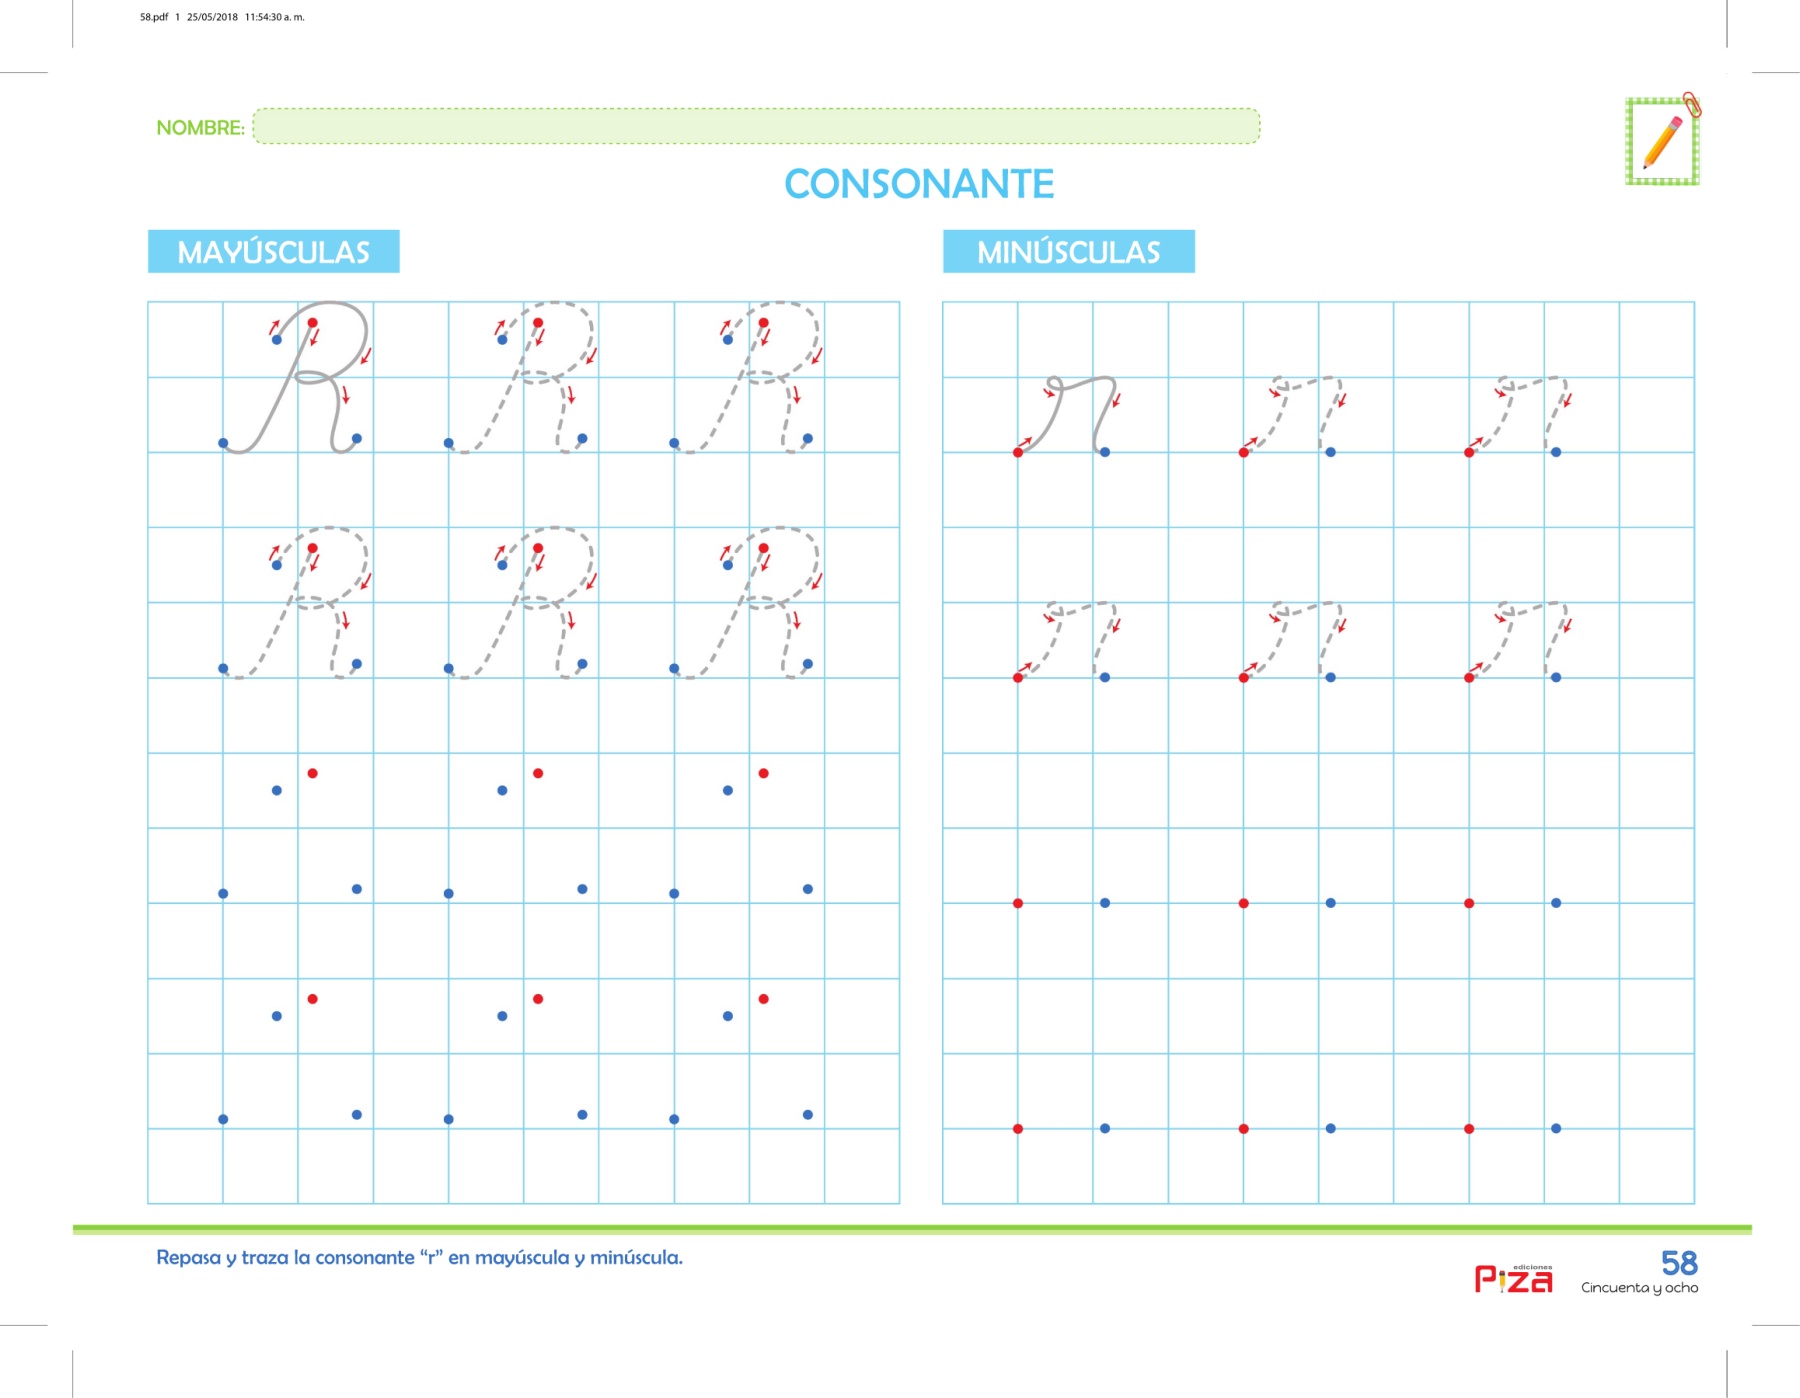 58.pdf 1 25/05/2018 11:54:30 a. m.
NOMBRE:
CONSONANTE
MAYÚSCULAS
MINÚSCULAS
R R R
r r r
R R R
r r r
Repasa y traza la consonante “r” en mayúscula y minúscula.
ediciones
Piza
58
Cincuenta y ocho